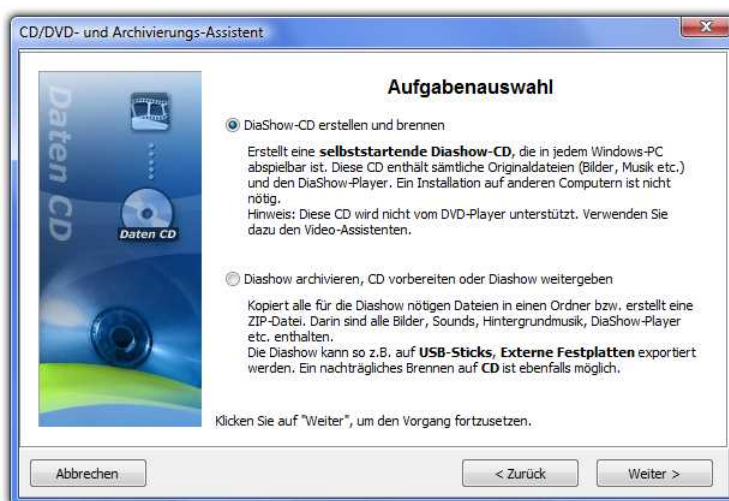 CD/DVD- und Archivierungs-Assistent
Daten CD
Daten CD
Aufgabenauswahl
DiaShow-CD erstellen und brennen
Erstellt eine selbststartende Diashow-CD, die in jedem Windows-PC
abspielbar ist. Diese CD enthält sämtliche Originaldateien (Bilder, Musik etc.)
und den DiaShow-Player. Ein Installation auf anderen Computern ist nicht
nötig.
Hinweis: Diese CD wird nicht vom DVD-Player unterstützt. Verwenden Sie
dazu den Video-Assistenten.
Diashow archivieren, CD vorbereiten oder Diashow weitergeben
Kopiert alle für die Diashow nötigen Dateien in einen Ordner bzw. erstellt eine
ZIP-Datei. Darin sind alle Bilder, Sounds, Hintergrundmusik, DiaShow-Player
etc. enthalten.
Die Diashow kann so z.B. auf USB-Sticks, Externe Festplatten exportiert
werden. Ein nachträgliches Brennen auf CD ist ebenfalls möglich.
Klicken Sie auf "Weiter", um den Vorgang fortzusetzen.
Abbrechen
< Zurück
Weiter >